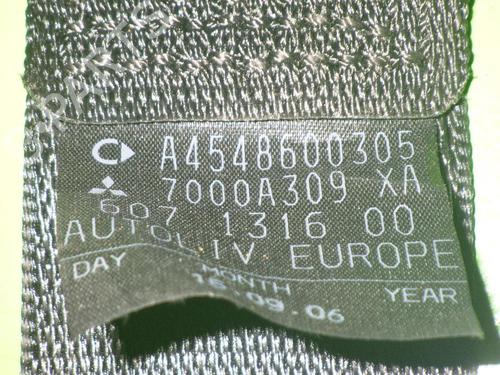 A4548600305
7000A309 XA
607 1316 00
AUTOLIV EUROPE
DAY MONTH YEAR
16.09.06